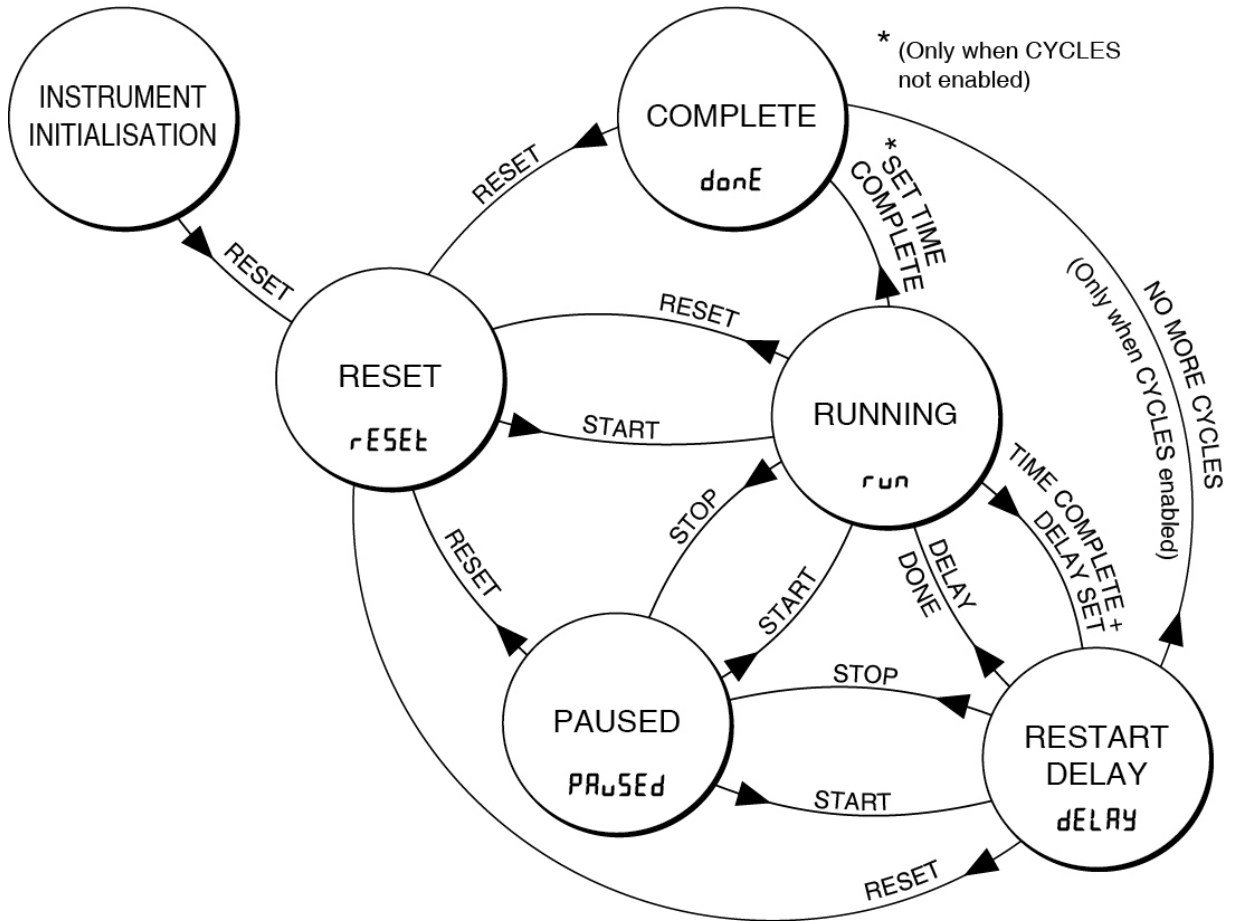 INSTRUMENT
INITIALISATION
RESET
COMPLETE
donE
* (Only when CYCLES
not enabled)
RESET
* SET TIME
COMPLETE
NO MORE CYCLES
(Only when CYCLES enabled)
RESET
rESEt
RESET
START
RUNNING
run
STOP
START
RESET
TIME COMPLETE +
DELAY SET
DELAY
DONE
PAUSED
PAuSEd
STOP
START
RESTART
DELAY
dELAY
RESET